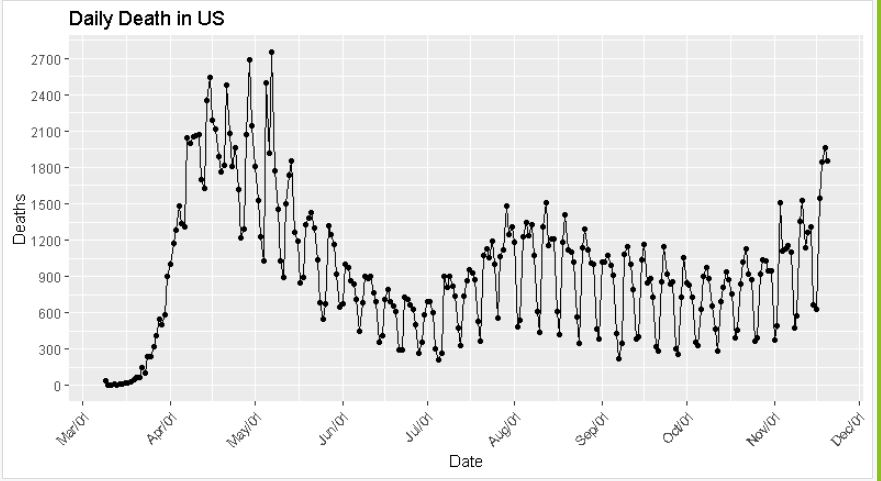 Daily Death in US
2700
2400
2100
1800
1500
1200
900
600
300
0
Deaths
Mar/01
Apr/01
May/01
Jun/01
Jul/01
Aug/01
Sep/01
Oct/01
Nov/01
Dec/01
Date